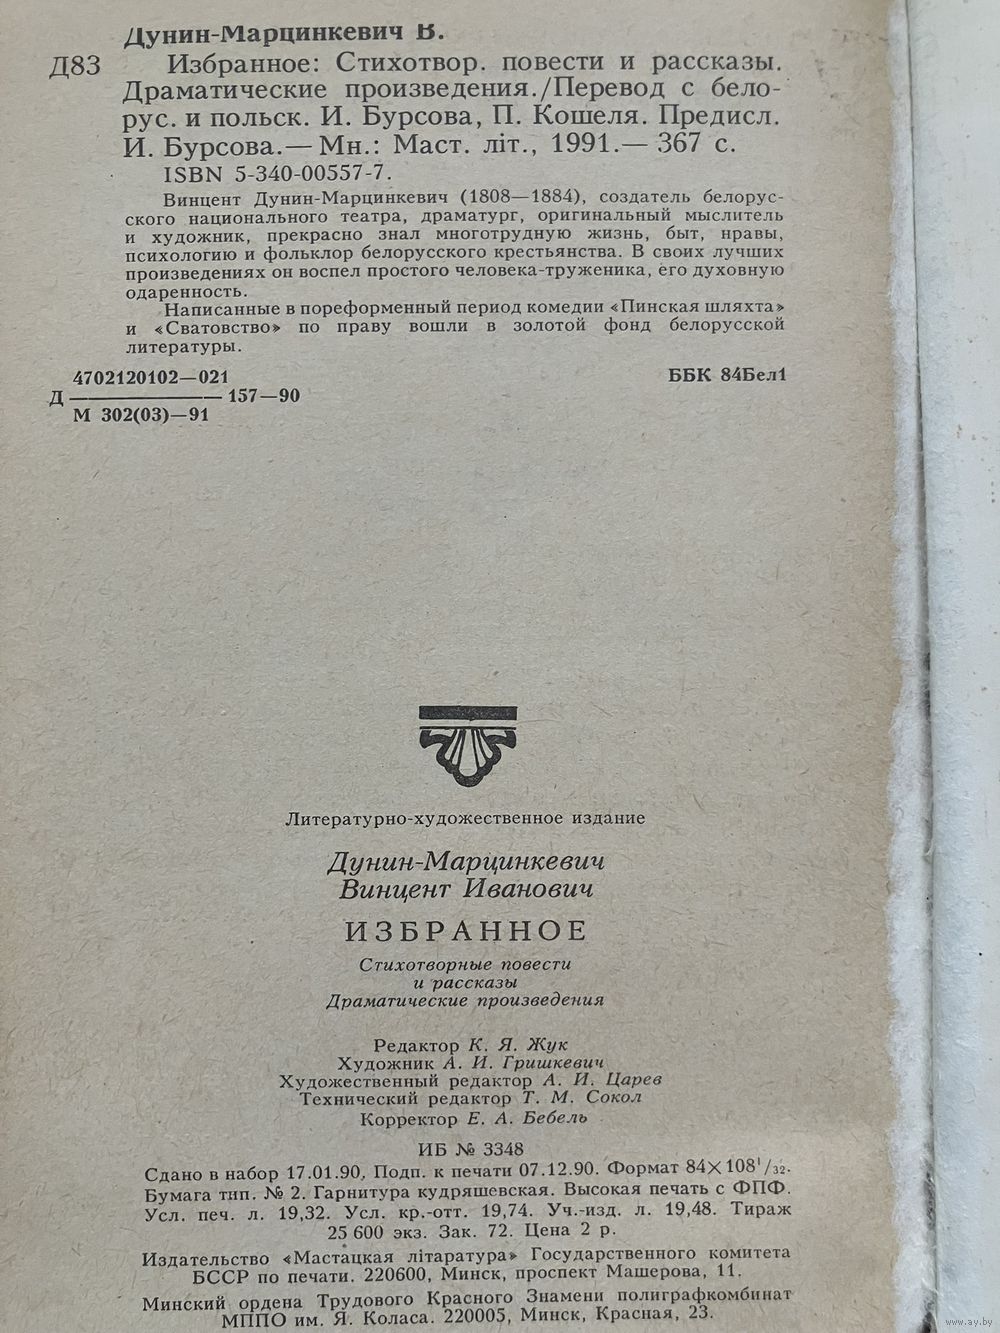 Дунин-Марцинкевич В.
Д83 Избранное: Стихотвор. повести и рассказы.
Драматические произведения./Перевод с бело-
рус. и польск. И. Бурсова, П. Кошеля. Предисл.
И. Бурсова.— Мн.: Маст. літ., 1991.— 367 с.
ISBN 5-340-00557-7.
Винцент Дунин-Марцинкевич (1808—1884), создатель белорус-
ского национального театра, драматург, оригинальный мыслитель
и художник, прекрасно знал многотрудную жизнь, быт, нравы,
психологию и фольклор белорусского крестьянства. В своих лучших
произведениях он воспел простого человека-труженика, его духовную
одаренность.
Написанные в пореформенный период комедии «Пинская шляхта»
и «Сватовство» по праву вошли в золотой фонд белорусской
литературы.
4702120102—021
Д ——— 157—90
М 302(03)—91
ББК 84Бел1
Литературно-художественное издание
Дунин-Марцинкевич
Винцент Иванович
ИЗБРАННОЕ
Стихотворные повести
и рассказы
Драматические произведения
Редактор К. Я. Жук
Художник А. И. Гришкевич
Художественный редактор А. И. Царев
Технический редактор Т. М. Сокол
Корректор Е. А. Бебель
ИБ № 3348
Сдано в набор 17.01.90. Подп. к печати 07.12.90. Формат 84×108¹/₃₂.
Бумага тип. № 2. Гарнитура кудряшевская. Высокая печать с ФПФ.
Усл. печ. л. 19,32. Усл. кр.-отт. 19,74. Уч.-изд. л. 19,48. Тираж
25 600 экз. Зак. 72. Цена 2 р.
Издательство «Мастацкая літаратура» Государственного комитета
БССР по печати. 220600, Минск, проспект Машерова, 11.
Минский ордена Трудового Красного Знамени полиграфкомбинат
МППО им. Я. Коласа. 220005, Минск, Красная, 23.
www.ay.by